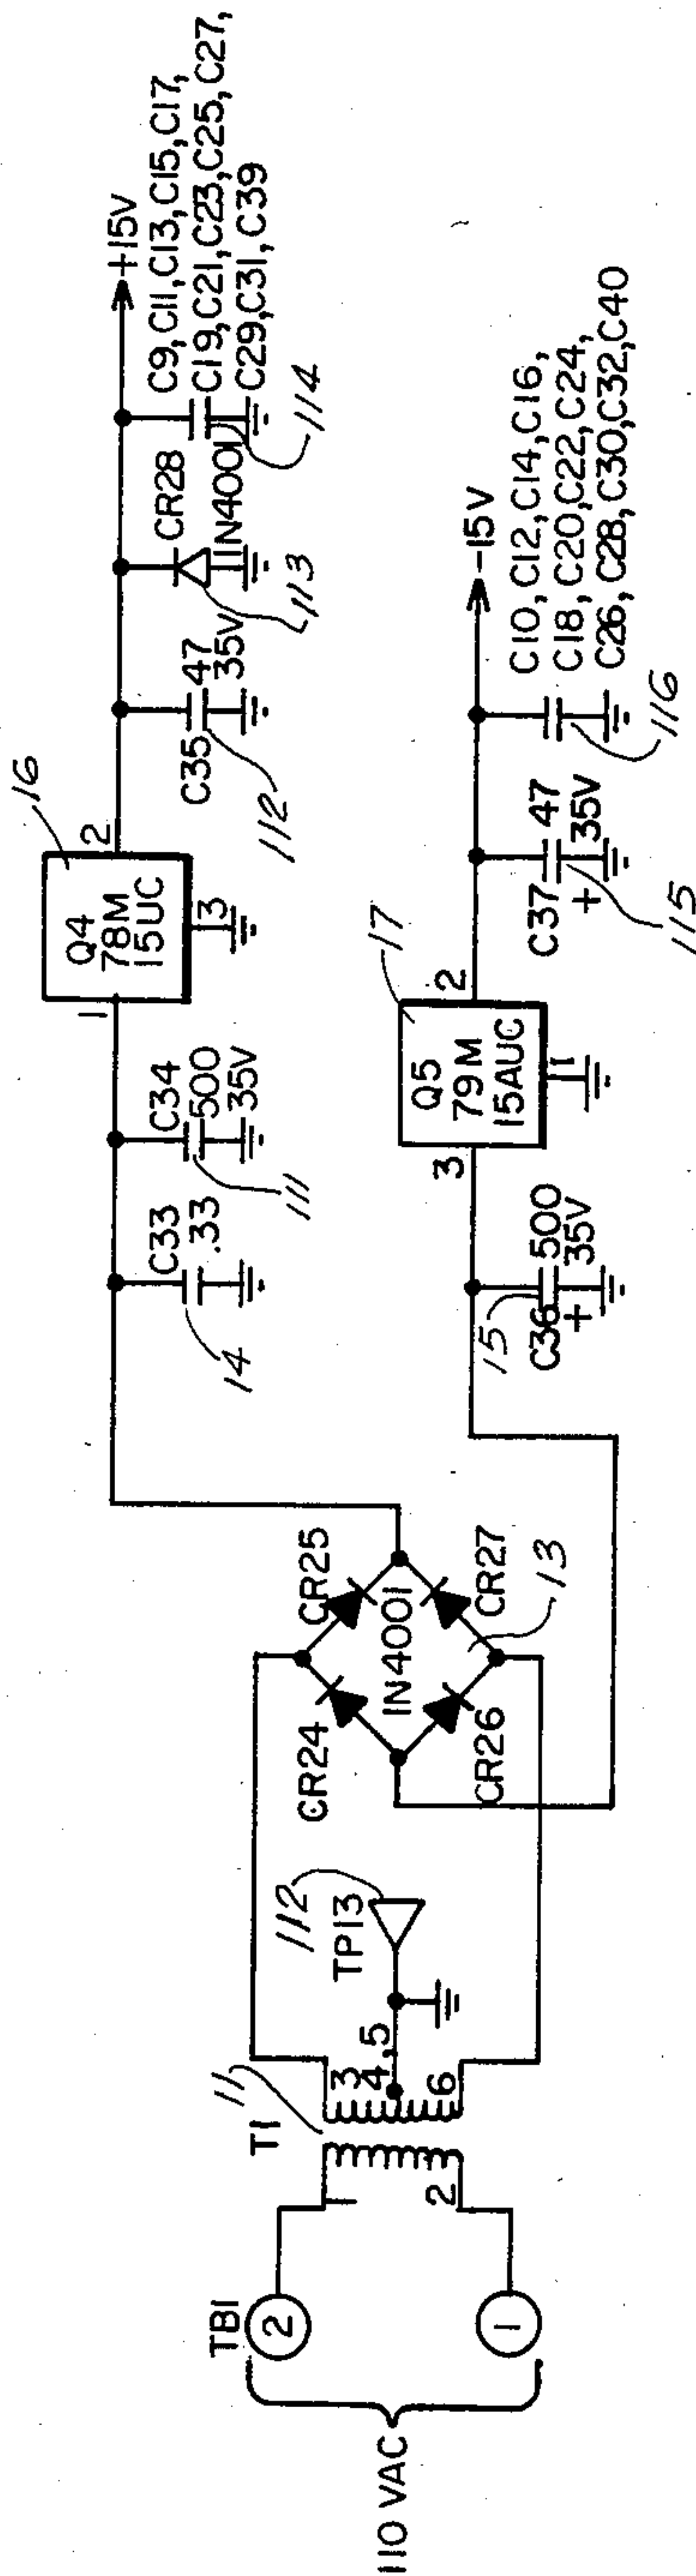 110 VAC
TB1
2
1
T1
11
1
2
3
4,5
6
TP13
112
CR24
CR25
1N4001
CR26
CR27
13
C33
.33
14
C34
500
35V
111
1
Q4
78M
15UC
2
3
16
C35
47
35V
112
CR28
1N4001
113
+15V
C9,C11,C13,C15,C17,
C19,C21,C23,C25,C27,
C29,C31,C39
114
15
C36
500
35V
+
3
Q5
79M
15AUC
2
1
17
C37
47
35V
+
115
-15V
C10,C12,C14,C16,
C18,C20,C22,C24,
C26,C28,C30,C32,C40
116